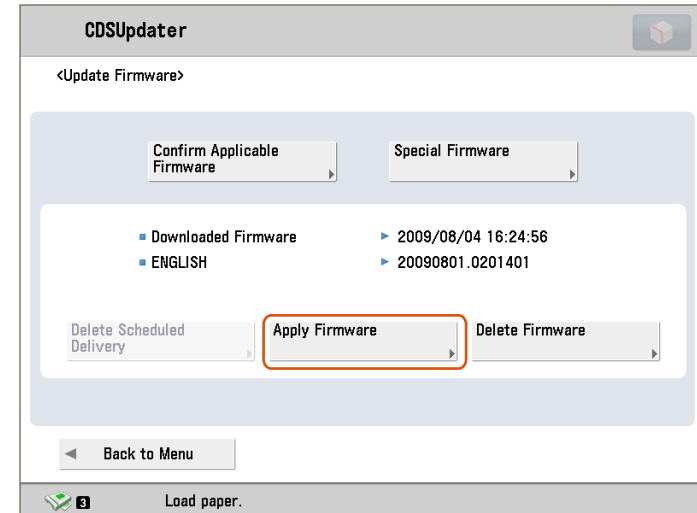 CDSUpdater
<Update Firmware>
Confirm Applicable
Firmware
Special Firmware
Downloaded Firmware
2009/08/04 16:24:56
ENGLISH
20090801.0201401
Delete Scheduled
Delivery
Apply Firmware
Delete Firmware
Back to Menu
3
Load paper.